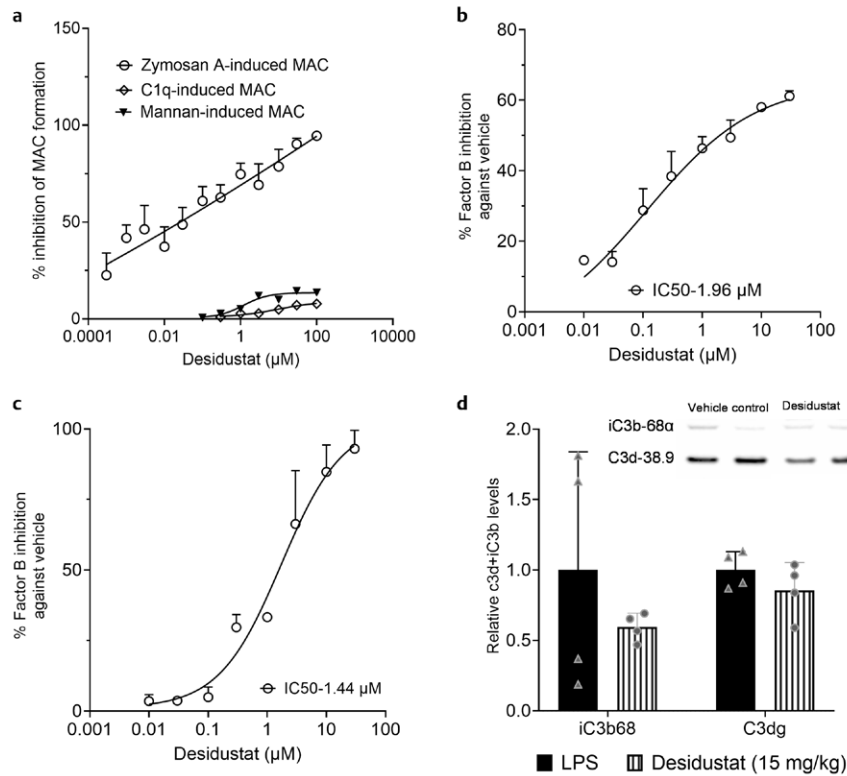 a
Zymosan A-induced MAC
C1q-induced MAC
Mannan-induced MAC
% inhibition of MAC formation
100
75
50
25
0
0.0001 0.01 1 100 10000
Desidustat (µM)
b
% Factor B inhibition
against vehicle
80
60
40
20
0
IC50-1.96 µM
0.001 0.01 0.1 1 10 100
Desidustat (µM)
c
% Factor B inhibition
against vehicle
100
50
0
IC50-1.44 µM
0.001 0.01 0.1 1 10 100
Desidustat (µM)
d
Vehicle control Desidustat
iC3b-68α
C3d-38.9
Relative c3d+iC3b levels
2.0
1.5
1.0
0.5
0.0
iC3b68 C3dg
LPS Desidustat (15 mg/kg)